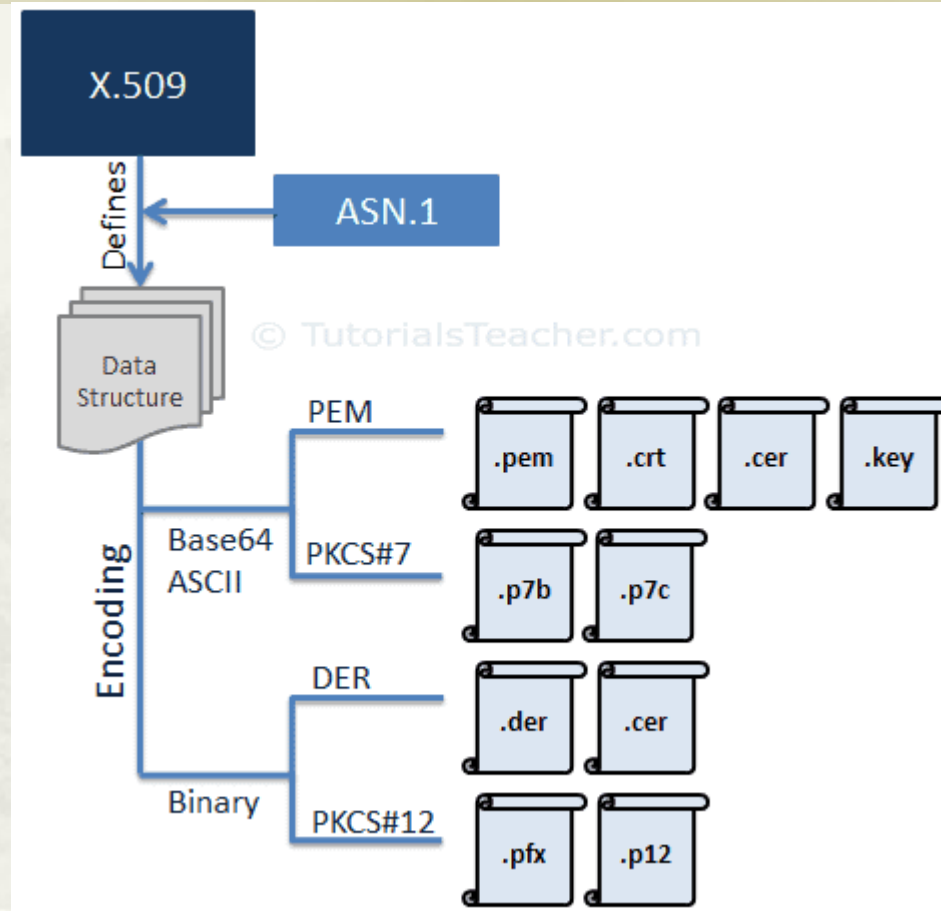 X.509
Defines
ASN.1
© TutorialsTeacher.com
Data
Structure
Encoding
Base64
ASCII
PEM
.pem
.crt
.cer
.key
PKCS#7
.p7b
.p7c
Binary
DER
.der
.cer
PKCS#12
.pfx
.p12